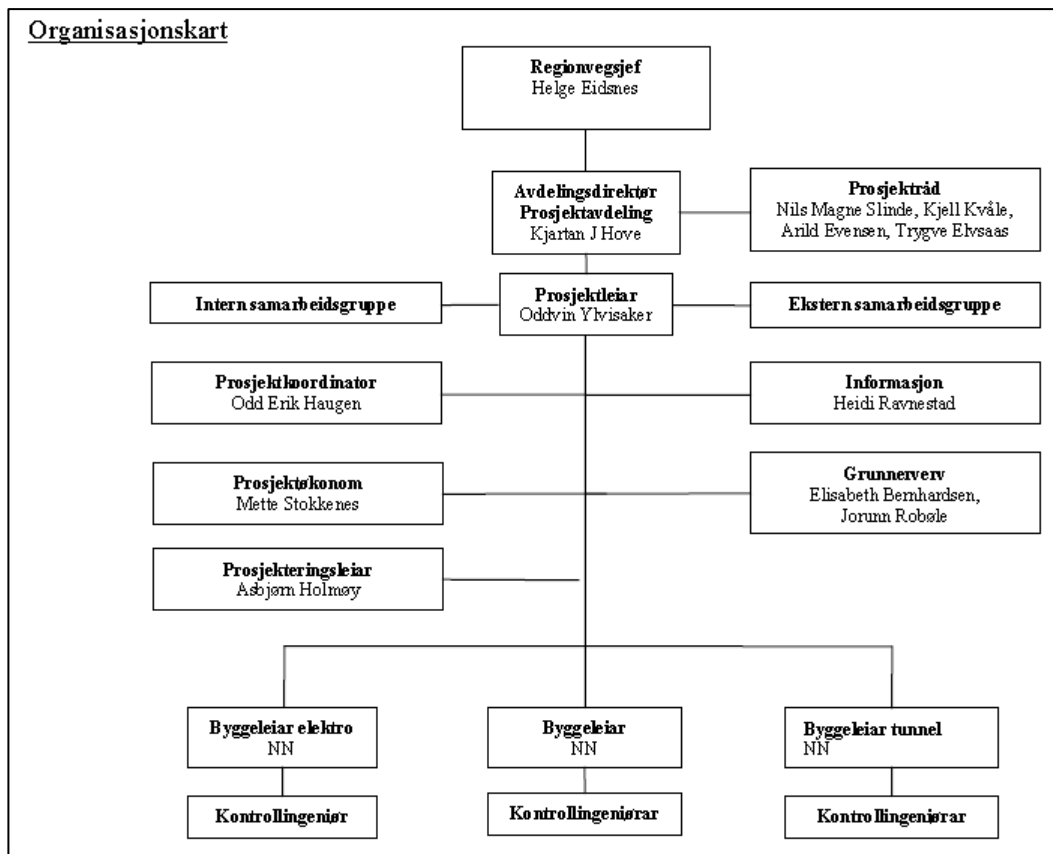 Organisasjonskart
Regionvegsjef
Helge Eidsnes
Avdelingsdirektør
Prosjektavdeling
Kjartan J Hove
Prosjektråd
Nils Magne Slinde, Kjell Kvåle,
Arild Evensen, Trygve Elvsaas
Intern samarbeidsgruppe
Prosjektleiar
Oddvin Ylvisaker
Ekstern samarbeidsgruppe
Prosjektkoordinator
Odd Erik Haugen
Informasjon
Heidi Ravnestad
Prosjektøkonom
Mette Stokkenes
Grunnerverv
Elisabeth Bernhardsen,
Jorunn Robøle
Prosjekteringsleiar
Asbjørn Holmøy
Byggeleiar elektro
NN
Byggeleiar
NN
Byggeleiar tunnel
NN
Kontrollingeniør
Kontrollingeniørar
Kontrollingeniørar